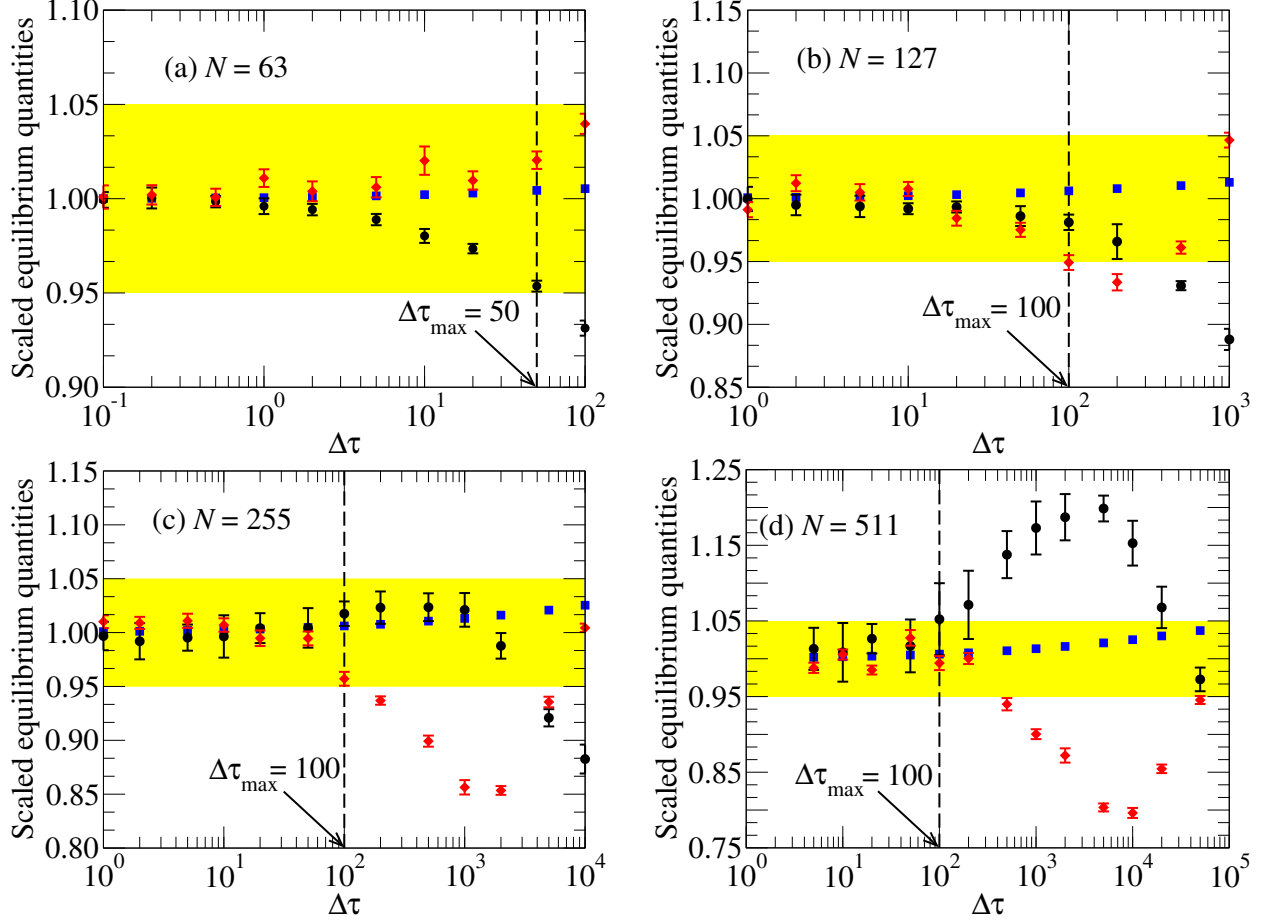 1.10
1.05
1.00
0.95
0.90
Scaled equilibrium quantities
(a) N = 63
Δτmax = 50
10-1
100
101
102
Δτ
1.15
1.10
1.05
1.00
0.95
0.90
0.85
Scaled equilibrium quantities
(b) N = 127
Δτmax = 100
100
101
102
103
Δτ
1.15
1.10
1.05
1.00
0.95
0.90
0.85
0.80
Scaled equilibrium quantities
(c) N = 255
Δτmax = 100
100
101
102
103
104
Δτ
1.25
1.15
1.05
0.95
0.85
0.75
Scaled equilibrium quantities
(d) N = 511
Δτmax = 100
100
101
102
103
104
105
Δτ